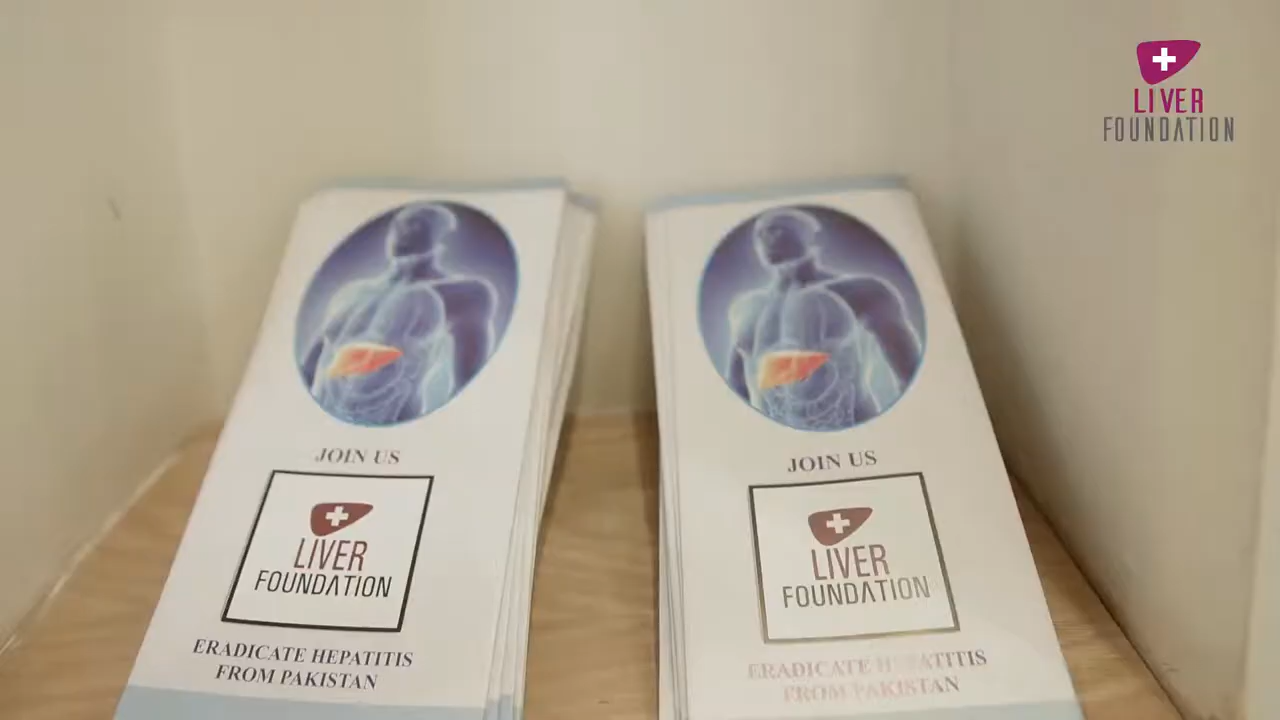 LIVER
FOUNDATION
JOIN US
LIVER
FOUNDATION
ERADICATE HEPATITIS
FROM PAKISTAN
JOIN US
LIVER
FOUNDATION
ERADICATE HEPATITIS
FROM PAKISTAN